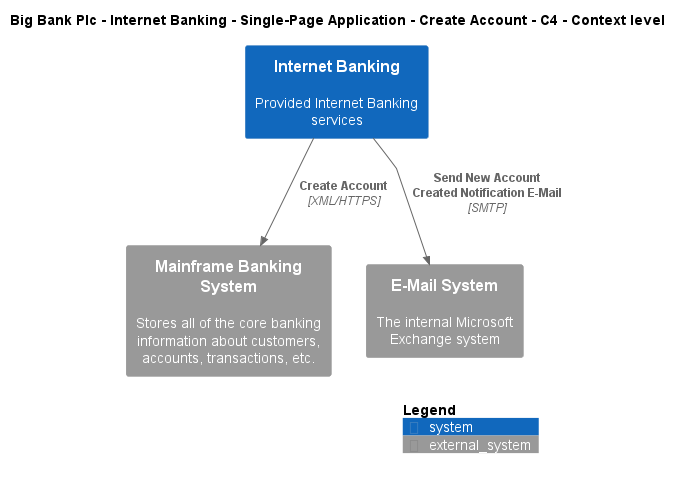 Big Bank Plc - Internet Banking - Single-Page Application - Create Account - C4 - Context level
Internet Banking
Provided Internet Banking
services
Create Account
[XML/HTTPS]
Send New Account
Created Notification E-Mail
[SMTP]
Mainframe Banking
System
Stores all of the core banking
information about customers,
accounts, transactions, etc.
E-Mail System
The internal Microsoft
Exchange system
Legend
system
external_system